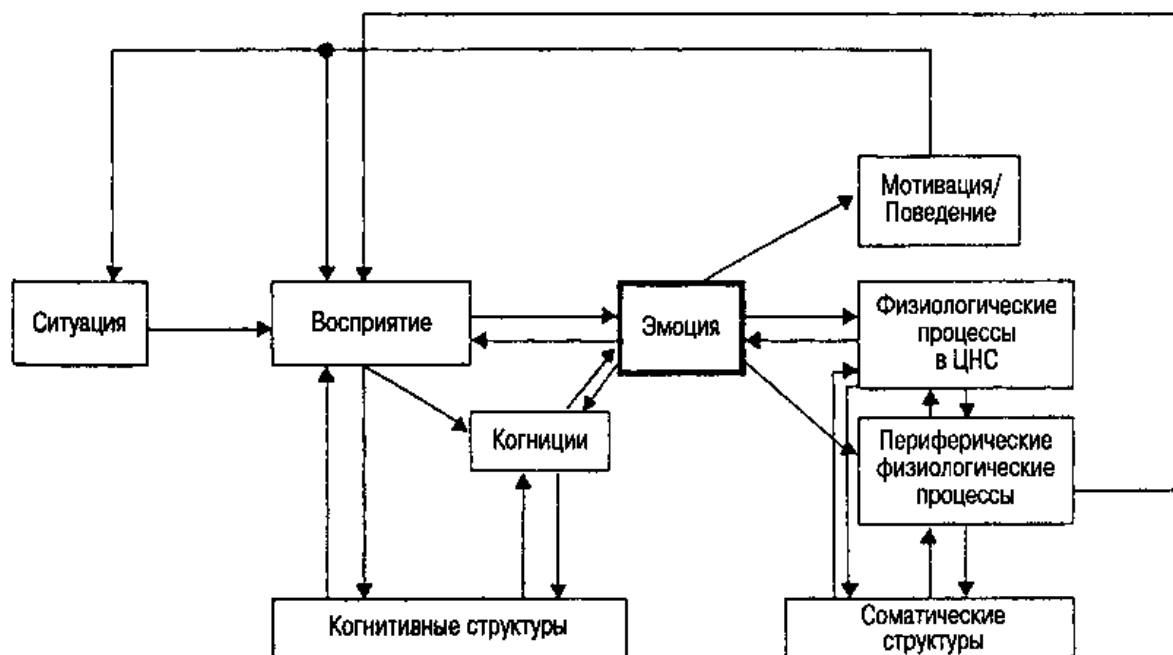 Мотивация/
Поведение
Ситуация
Восприятие
Эмоция
Физиологические
процессы
в ЦНС
Когниции
Периферические
физиологические
процессы
Когнитивные структуры
Соматические
структуры